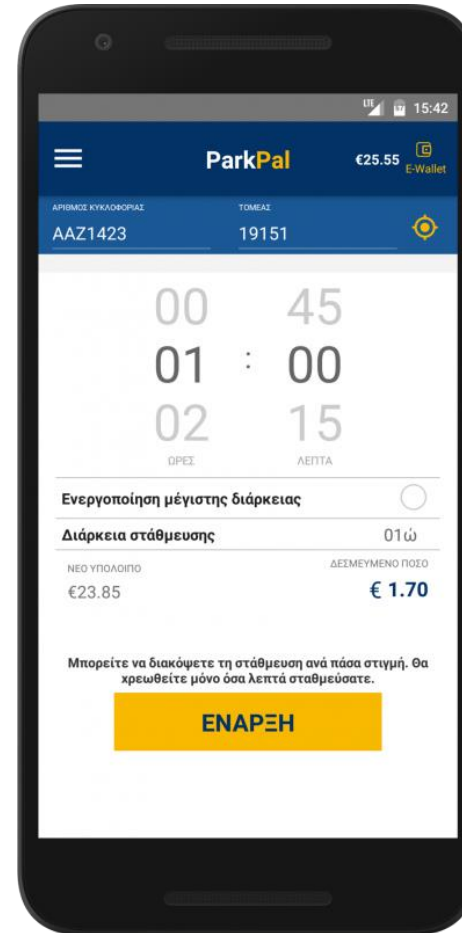 LTE 15:42
ParkPal €25.55 E-Wallet
ΑΡΙΘΜΟΣ ΚΥΚΛΟΦΟΡΙΑΣ ΤΟΜΕΑΣ
AAZ1423 19151
00 45
01 : 00
02 15
ΩΡΕΣ ΛΕΠΤΑ
Ενεργοποίηση μέγιστης διάρκειας
Διάρκεια στάθμευσης 01ώ
ΝΕΟ ΥΠΟΛΟΙΠΟ ΔΕΣΜΕΥΜΕΝΟ ΠΟΣΟ
€23.85 € 1.70
Μπορείτε να διακόψετε τη στάθμευση ανά πάσα στιγμή. Θα
χρεωθείτε μόνο όσα λεπτά σταθμεύσατε.
ΕΝΑΡΞΗ